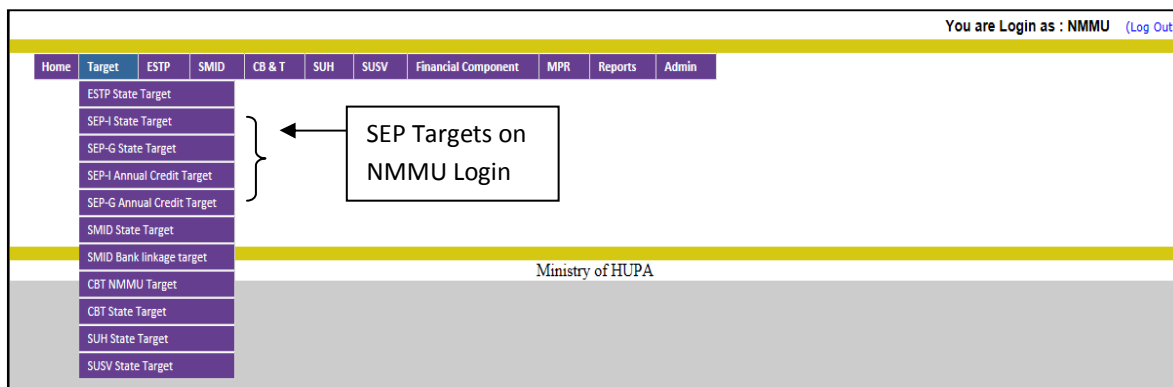 You are Login as : NMMU (Log Out
Home Target ESTP SMID CB & T SUH SUSV Financial Component MPR Reports Admin
ESTP State Target
SEP-I State Target
SEP-G State Target
SEP-I Annual Credit Target
SEP-G Annual Credit Target
SMID State Target
SMID Bank linkage target
CBT NMMU Target
CBT State Target
SUH State Target
SUSV State Target
SEP Targets on
NMMU Login
Ministry of HUPA